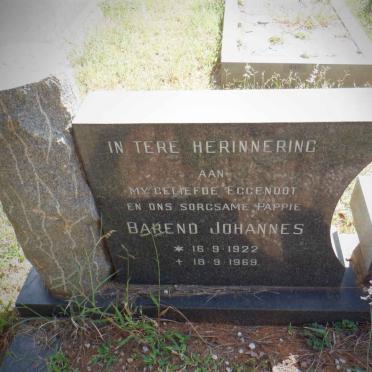 IN TERE HERINNERING
AAN
MY GELIEFDE EGGENOOT
EN ONS SORGSAME PAPPIE
BAREND JOHANNES
* 16·9·1922
+ 18·9·1969